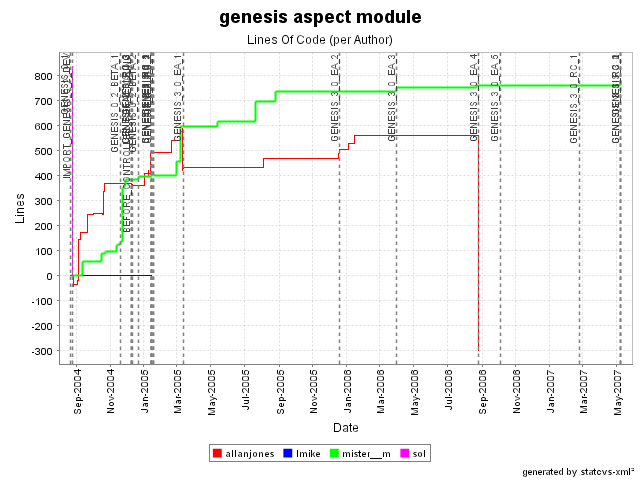 genesis aspect module
Lines Of Code (per Author)
Lines
800
700
600
500
400
300
200
100
0
-100
-200
-300
GENESIS_0_2_BETA_1
GENESIS_3_0_EA_1
GENESIS_3_0_EA_2
GENESIS_3_0_EA_3
GENESIS_3_0_EA_4
GENESIS_3_0_EA_5
GENESIS_3_0_RC_1
Sep-2004
Nov-2004
Jan-2005
Mar-2005
May-2005
Jul-2005
Sep-2005
Nov-2005
Jan-2006
Mar-2006
May-2006
Jul-2006
Sep-2006
Nov-2006
Jan-2007
Mar-2007
May-2007
Date
allanjones lmike mister__m sol
generated by statcvs-xml²